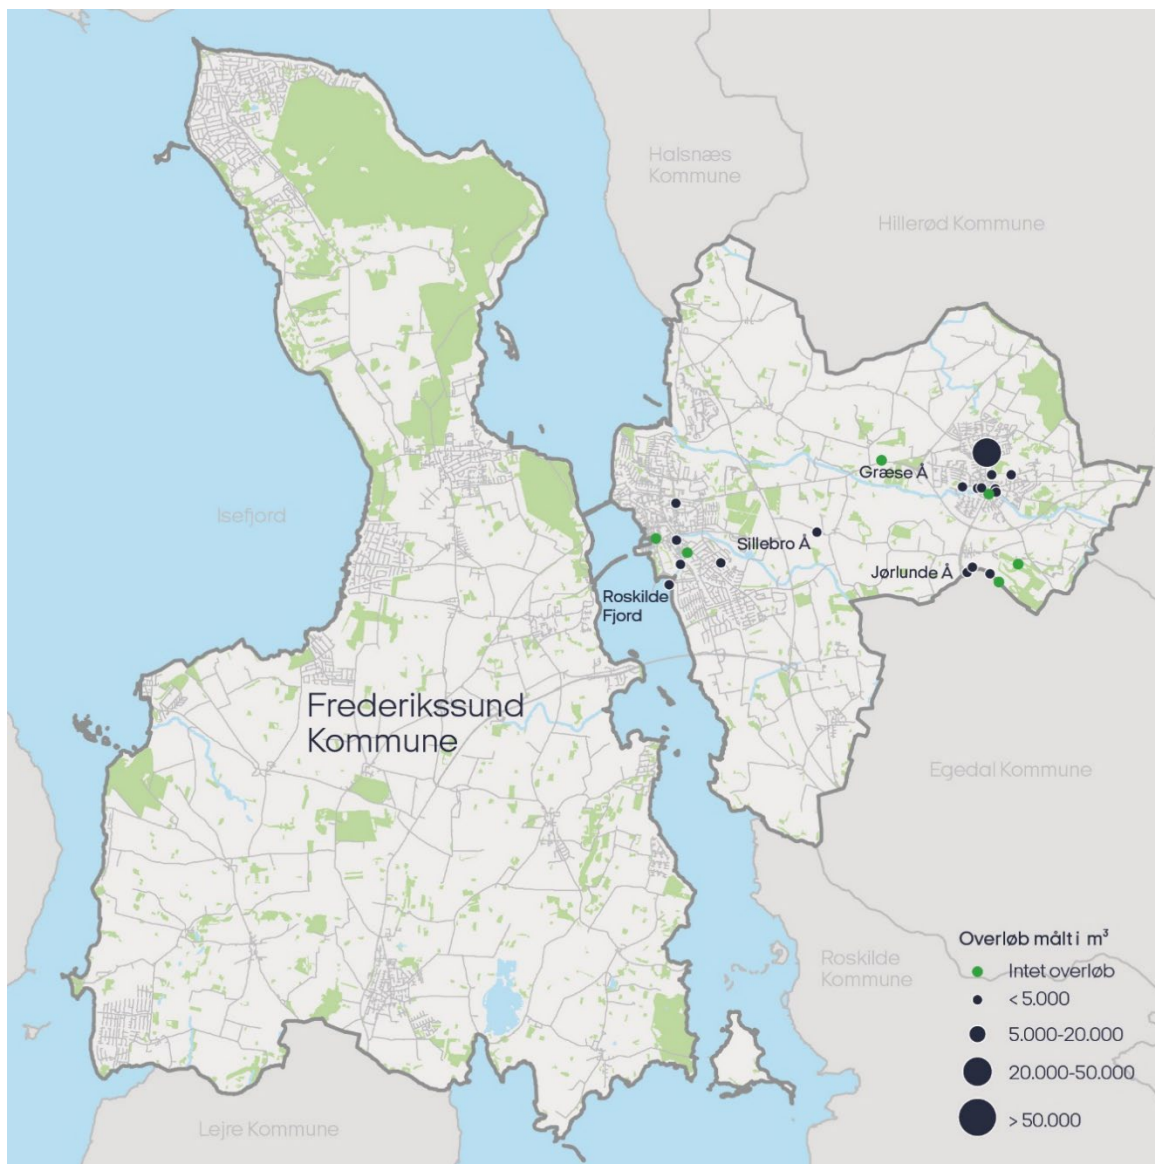 Halsnæs
Kommune
Hillerød Kommune
Græse Å
Isefjord
Sillebro Å
Jørlunde Å
Roskilde
Fjord
Frederikssund
Kommune
Egedal Kommune
Roskilde
Kommune
Overløb målt i m³
Intet overløb
< 5.000
5.000-20.000
20.000-50.000
> 50.000
Lejre Kommune